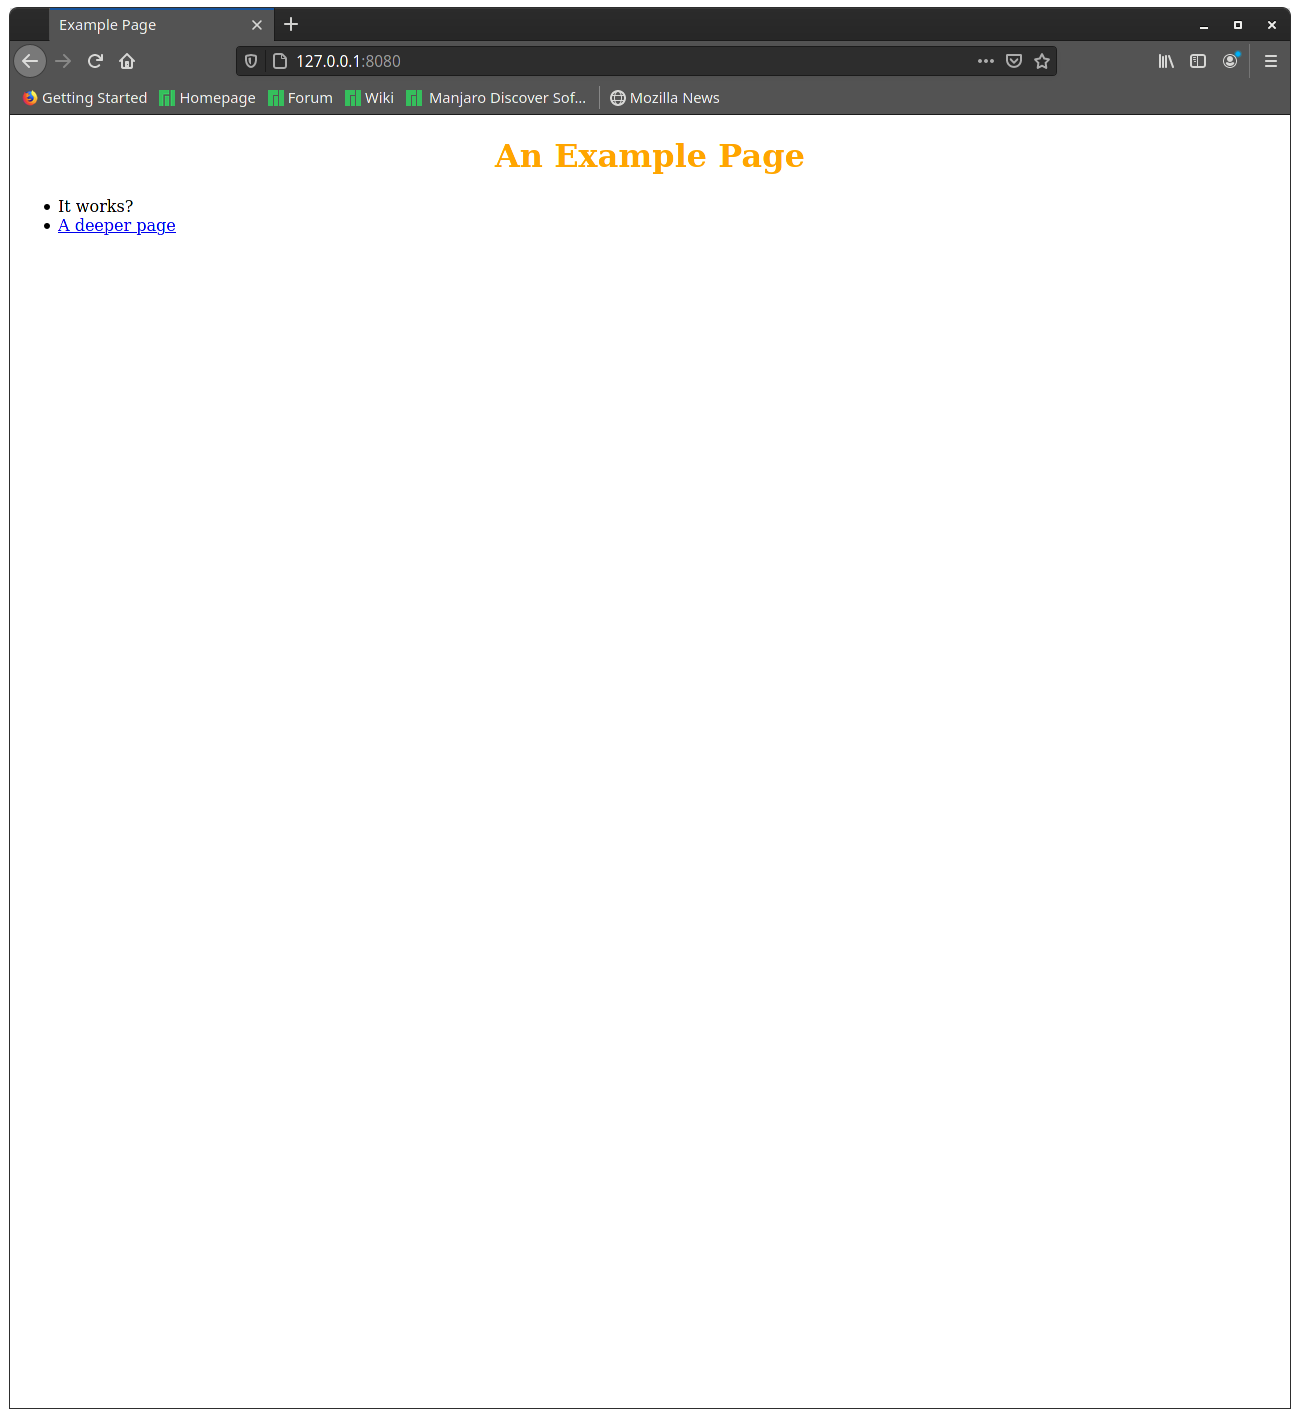 Example Page
127.0.0.1:8080
Getting Started Homepage Forum Wiki Manjaro Discover Sof... Mozilla News
An Example Page
• It works?
• A deeper page